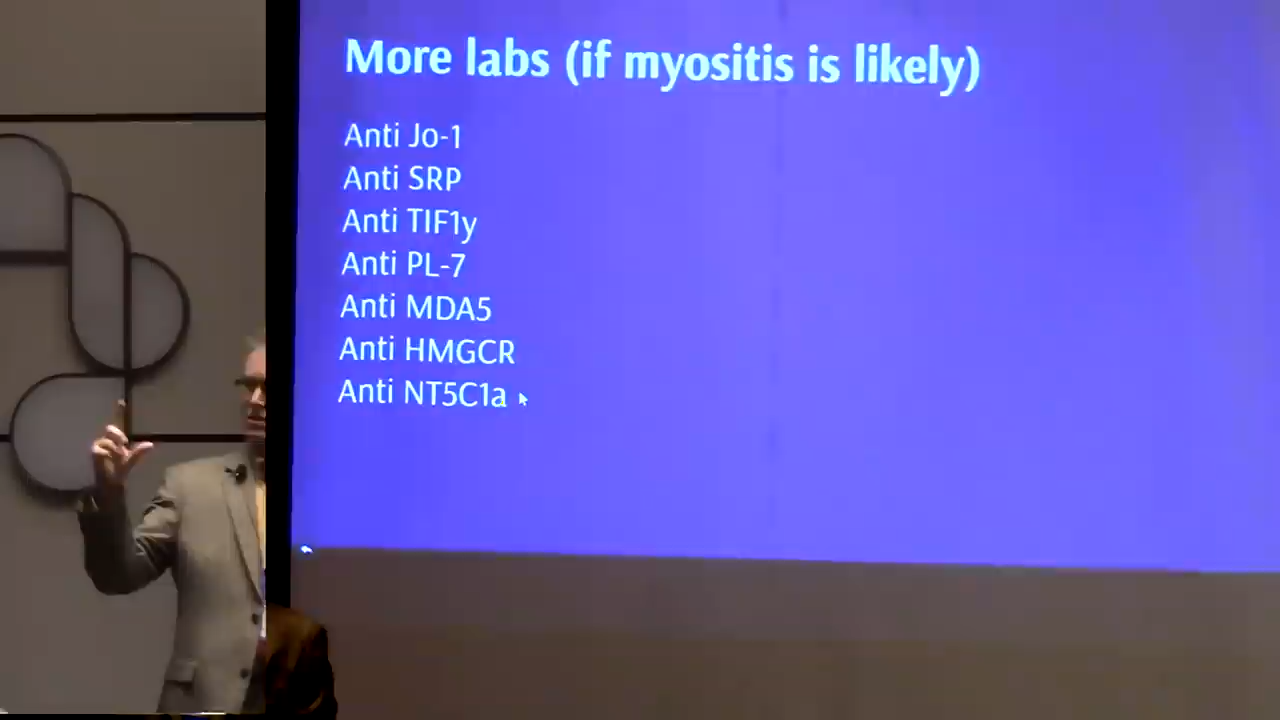 More labs (if myositis is likely)
Anti Jo-1
Anti SRP
Anti TIF1y
Anti PL-7
Anti MDA5
Anti HMGCR
Anti NT5C1a